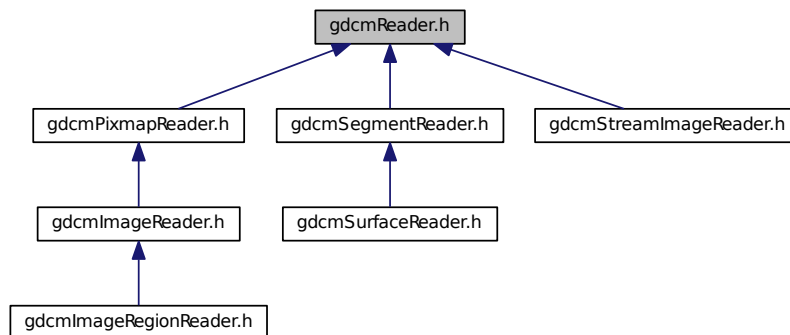 gdcmReader.h
gdcmPixmapReader.h
gdcmSegmentReader.h
gdcmStreamImageReader.h
gdcmImageReader.h
gdcmSurfaceReader.h
gdcmImageRegionReader.h